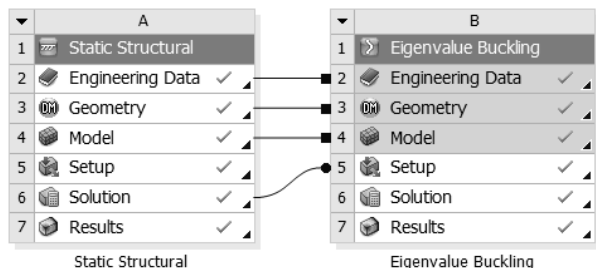 A
1 Static Structural
2 Engineering Data
3 Geometry
4 Model
5 Setup
6 Solution
7 Results
Static Structural
B
1 Eigenvalue Buckling
2 Engineering Data
3 Geometry
4 Model
5 Setup
6 Solution
7 Results
Eigenvalue Buckling